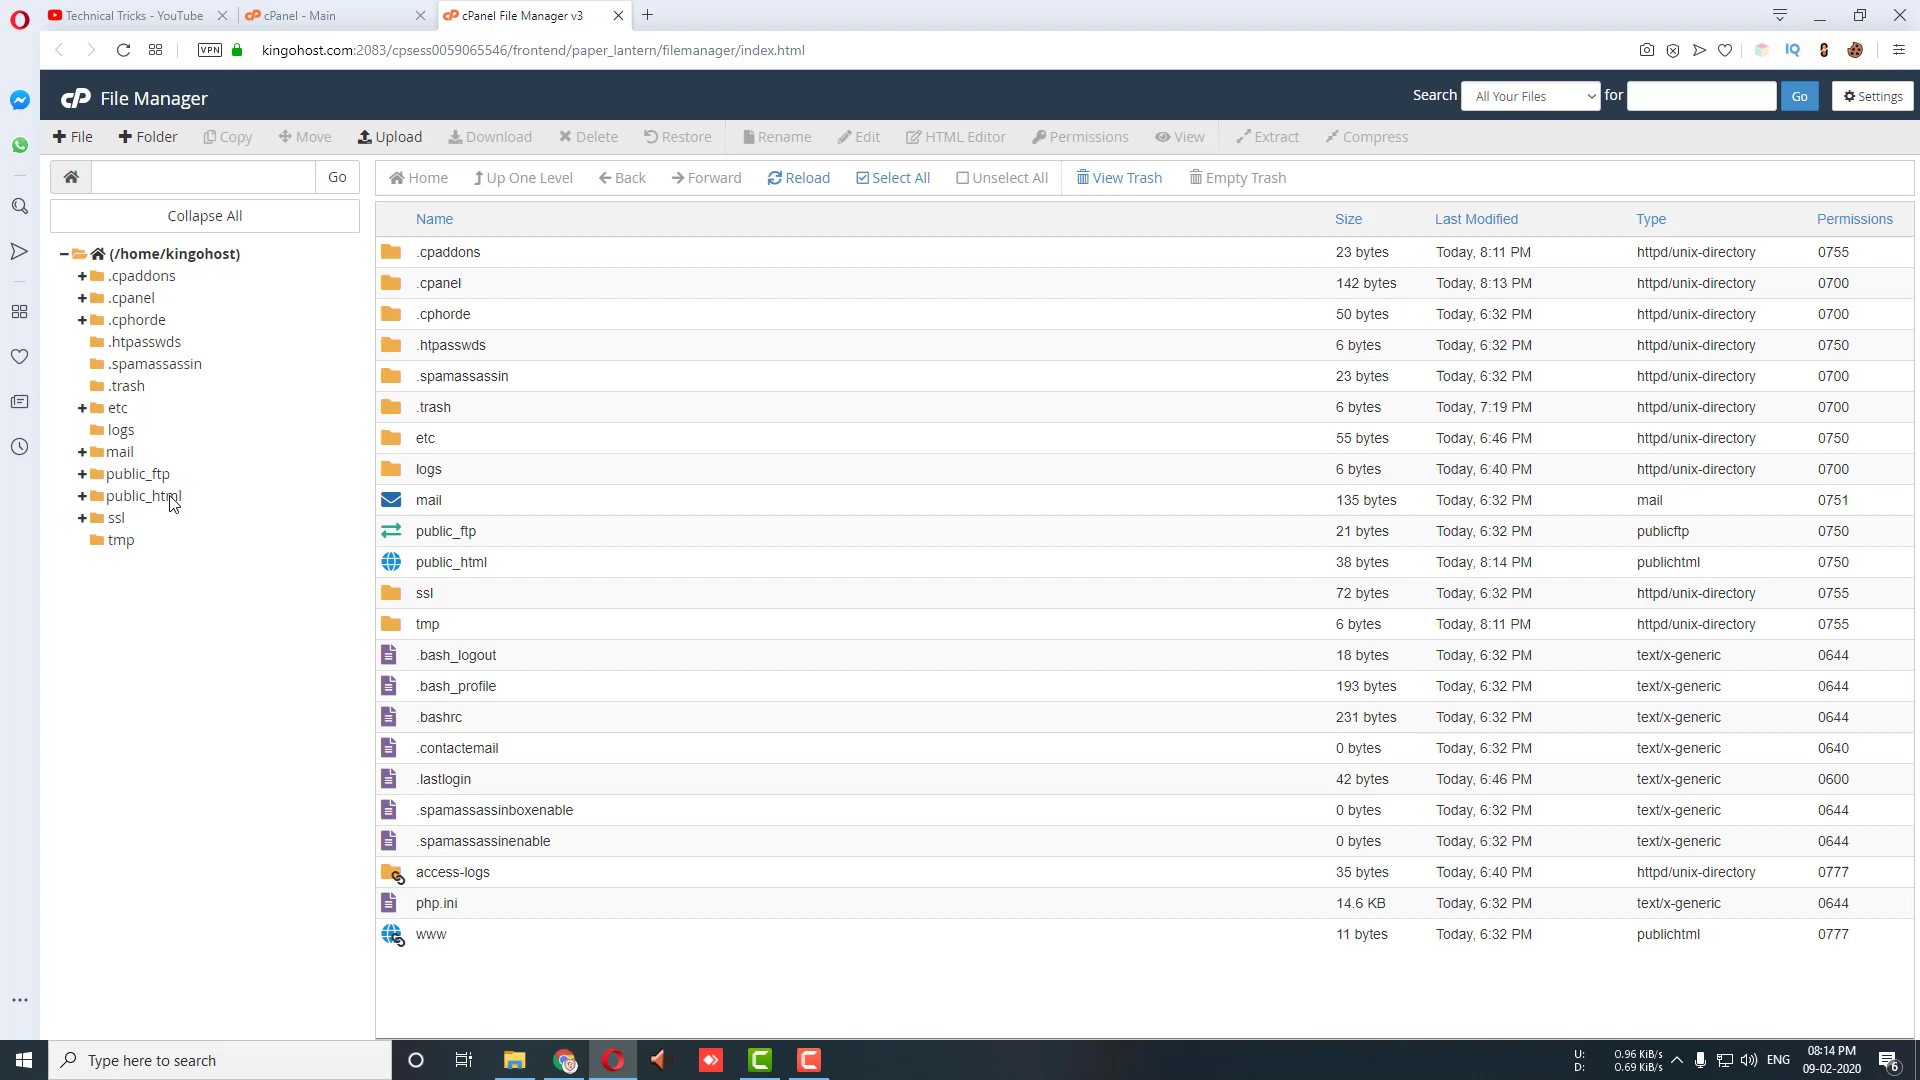 Technical Tricks - YouTube
cPanel - Main
cPanel File Manager v3
VPN
kingohost.com:2083/cpsess0059065546/frontend/paper_lantern/filemanager/index.html
IQ
cP File Manager
Search All Your Files for Go Settings
File Folder Copy Move Upload Download Delete Restore Rename Edit HTML Editor Permissions View Extract Compress
Go
Home Up One Level Back Forward Reload Select All Unselect All View Trash Empty Trash
Collapse All
(/home/kingohost)
.cpaddons
.cpanel
.cphorde
.htpasswds
.spamassassin
.trash
etc
logs
mail
public_ftp
public_html
ssl
tmp
Name Size Last Modified Type Permissions
.cpaddons 23 bytes Today, 8:11 PM httpd/unix-directory 0755
.cpanel 142 bytes Today, 8:13 PM httpd/unix-directory 0700
.cphorde 50 bytes Today, 6:32 PM httpd/unix-directory 0700
.htpasswds 6 bytes Today, 6:32 PM httpd/unix-directory 0750
.spamassassin 23 bytes Today, 6:32 PM httpd/unix-directory 0700
.trash 6 bytes Today, 7:19 PM httpd/unix-directory 0700
etc 55 bytes Today, 6:46 PM httpd/unix-directory 0750
logs 6 bytes Today, 6:40 PM httpd/unix-directory 0700
mail 135 bytes Today, 6:32 PM mail 0751
public_ftp 21 bytes Today, 6:32 PM publicftp 0750
public_html 38 bytes Today, 8:14 PM publichtml 0750
ssl 72 bytes Today, 6:32 PM httpd/unix-directory 0755
tmp 6 bytes Today, 8:11 PM httpd/unix-directory 0755
.bash_logout 18 bytes Today, 6:32 PM text/x-generic 0644
.bash_profile 193 bytes Today, 6:32 PM text/x-generic 0644
.bashrc 231 bytes Today, 6:32 PM text/x-generic 0644
.contactemail 0 bytes Today, 6:32 PM text/x-generic 0640
.lastlogin 42 bytes Today, 6:46 PM text/x-generic 0600
.spamassassinboxenable 0 bytes Today, 6:32 PM text/x-generic 0644
.spamassassinenable 0 bytes Today, 6:32 PM text/x-generic 0644
access-logs 35 bytes Today, 6:40 PM httpd/unix-directory 0777
php.ini 14.6 KB Today, 6:32 PM text/x-generic 0644
www 11 bytes Today, 6:32 PM publichtml 0777
Type here to search
U: 0.96 KiB/s
D: 0.69 KiB/s
ENG
08:14 PM
09-02-2020
6